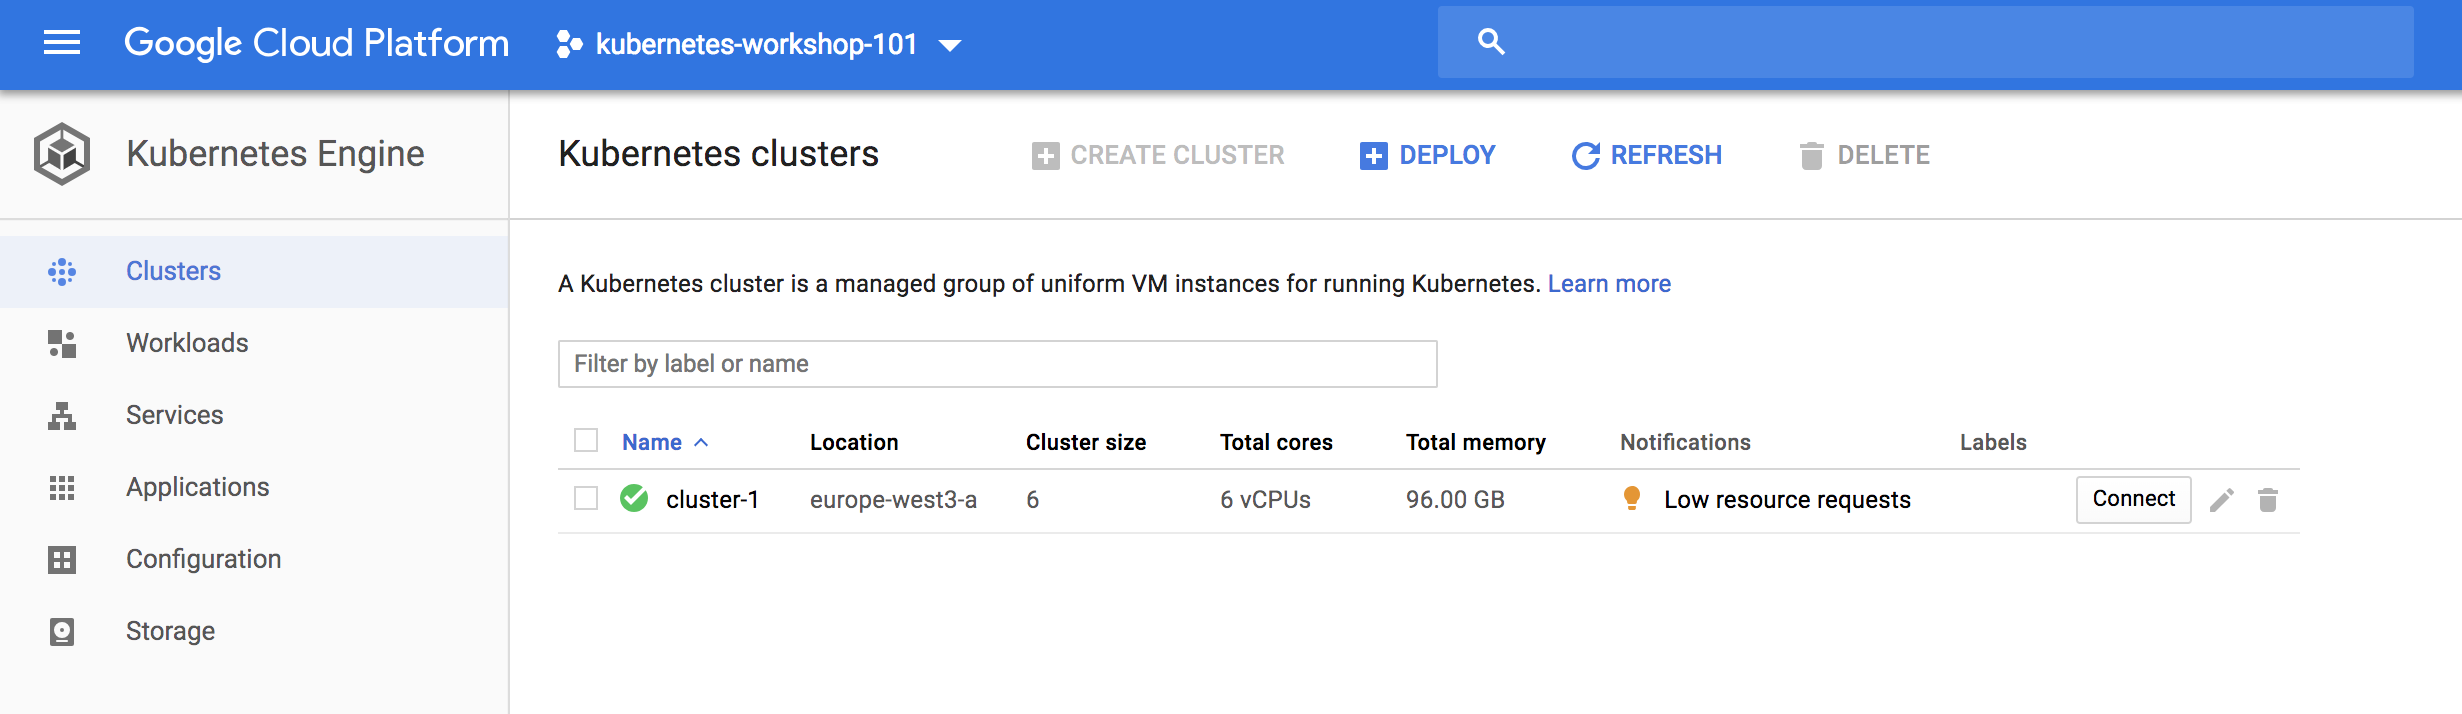 Google Cloud Platform kubernetes-workshop-101
Kubernetes Engine
Kubernetes clusters CREATE CLUSTER DEPLOY REFRESH DELETE
Clusters
Workloads
Services
Applications
Configuration
Storage
A Kubernetes cluster is a managed group of uniform VM instances for running Kubernetes. Learn more
Filter by label or name
Name Location Cluster size Total cores Total memory Notifications Labels
cluster-1 europe-west3-a 6 6 vCPUs 96.00 GB Low resource requests Connect